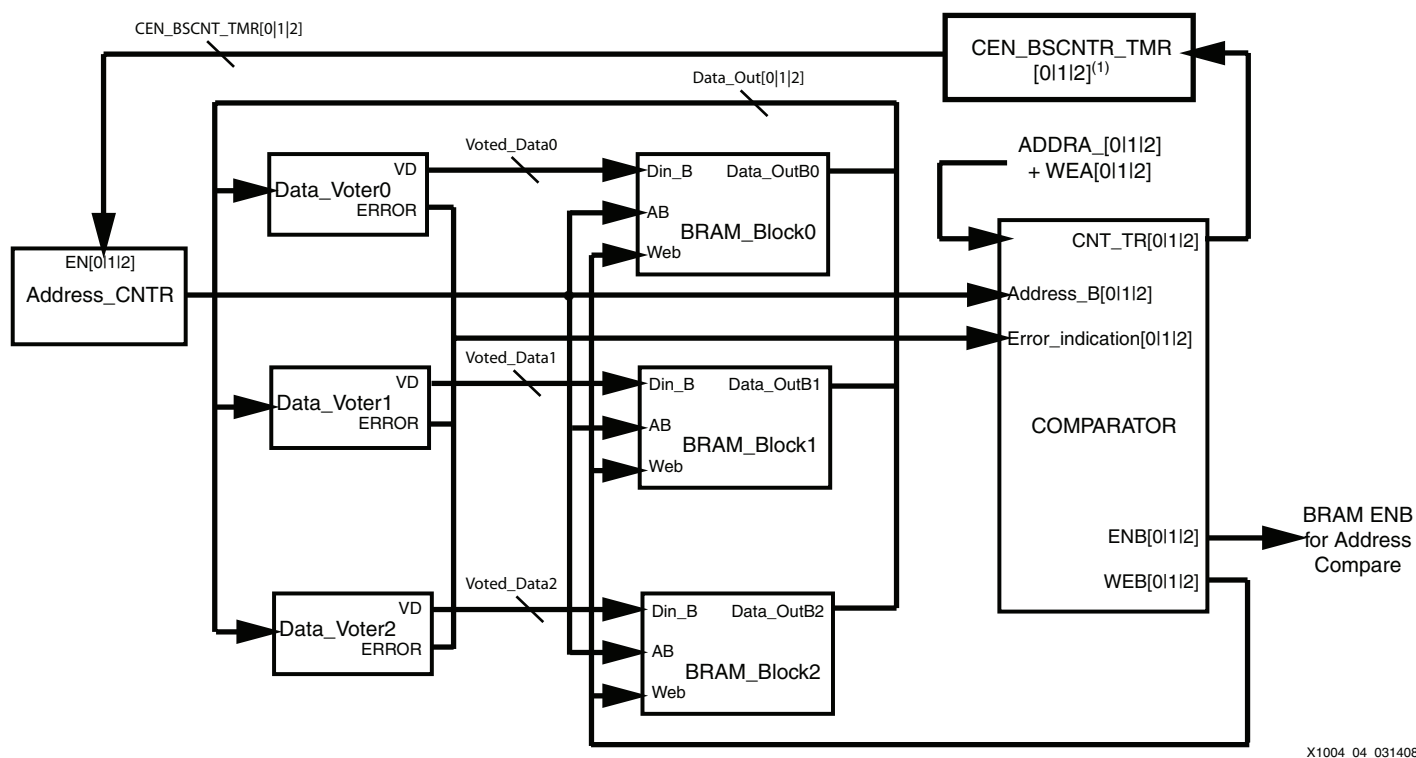 CEN_BSCNT_TMR[0|1|2]
CEN_BSCNTR_TMR
[0|1|2](1)
Data_Out[0|1|2]
ADDRA_[0|1|2]
+ WEA[0|1|2]
Voted_Data0
VD
Data_Voter0
ERROR
Din_B
Data_OutB0
AB
BRAM_Block0
Web
CNT_TR[0|1|2]
EN[0|1|2]
Address_CNTR
Address_B[0|1|2]
Error_indication[0|1|2]
Voted_Data1
VD
Data_Voter1
ERROR
Din_B
Data_OutB1
AB
BRAM_Block1
Web
COMPARATOR
ENB[0|1|2]
BRAM ENB
for Address
Compare
WEB[0|1|2]
Voted_Data2
VD
Data_Voter2
ERROR
Din_B
Data_OutB2
AB
BRAM_Block2
Web
X1004_04_031408